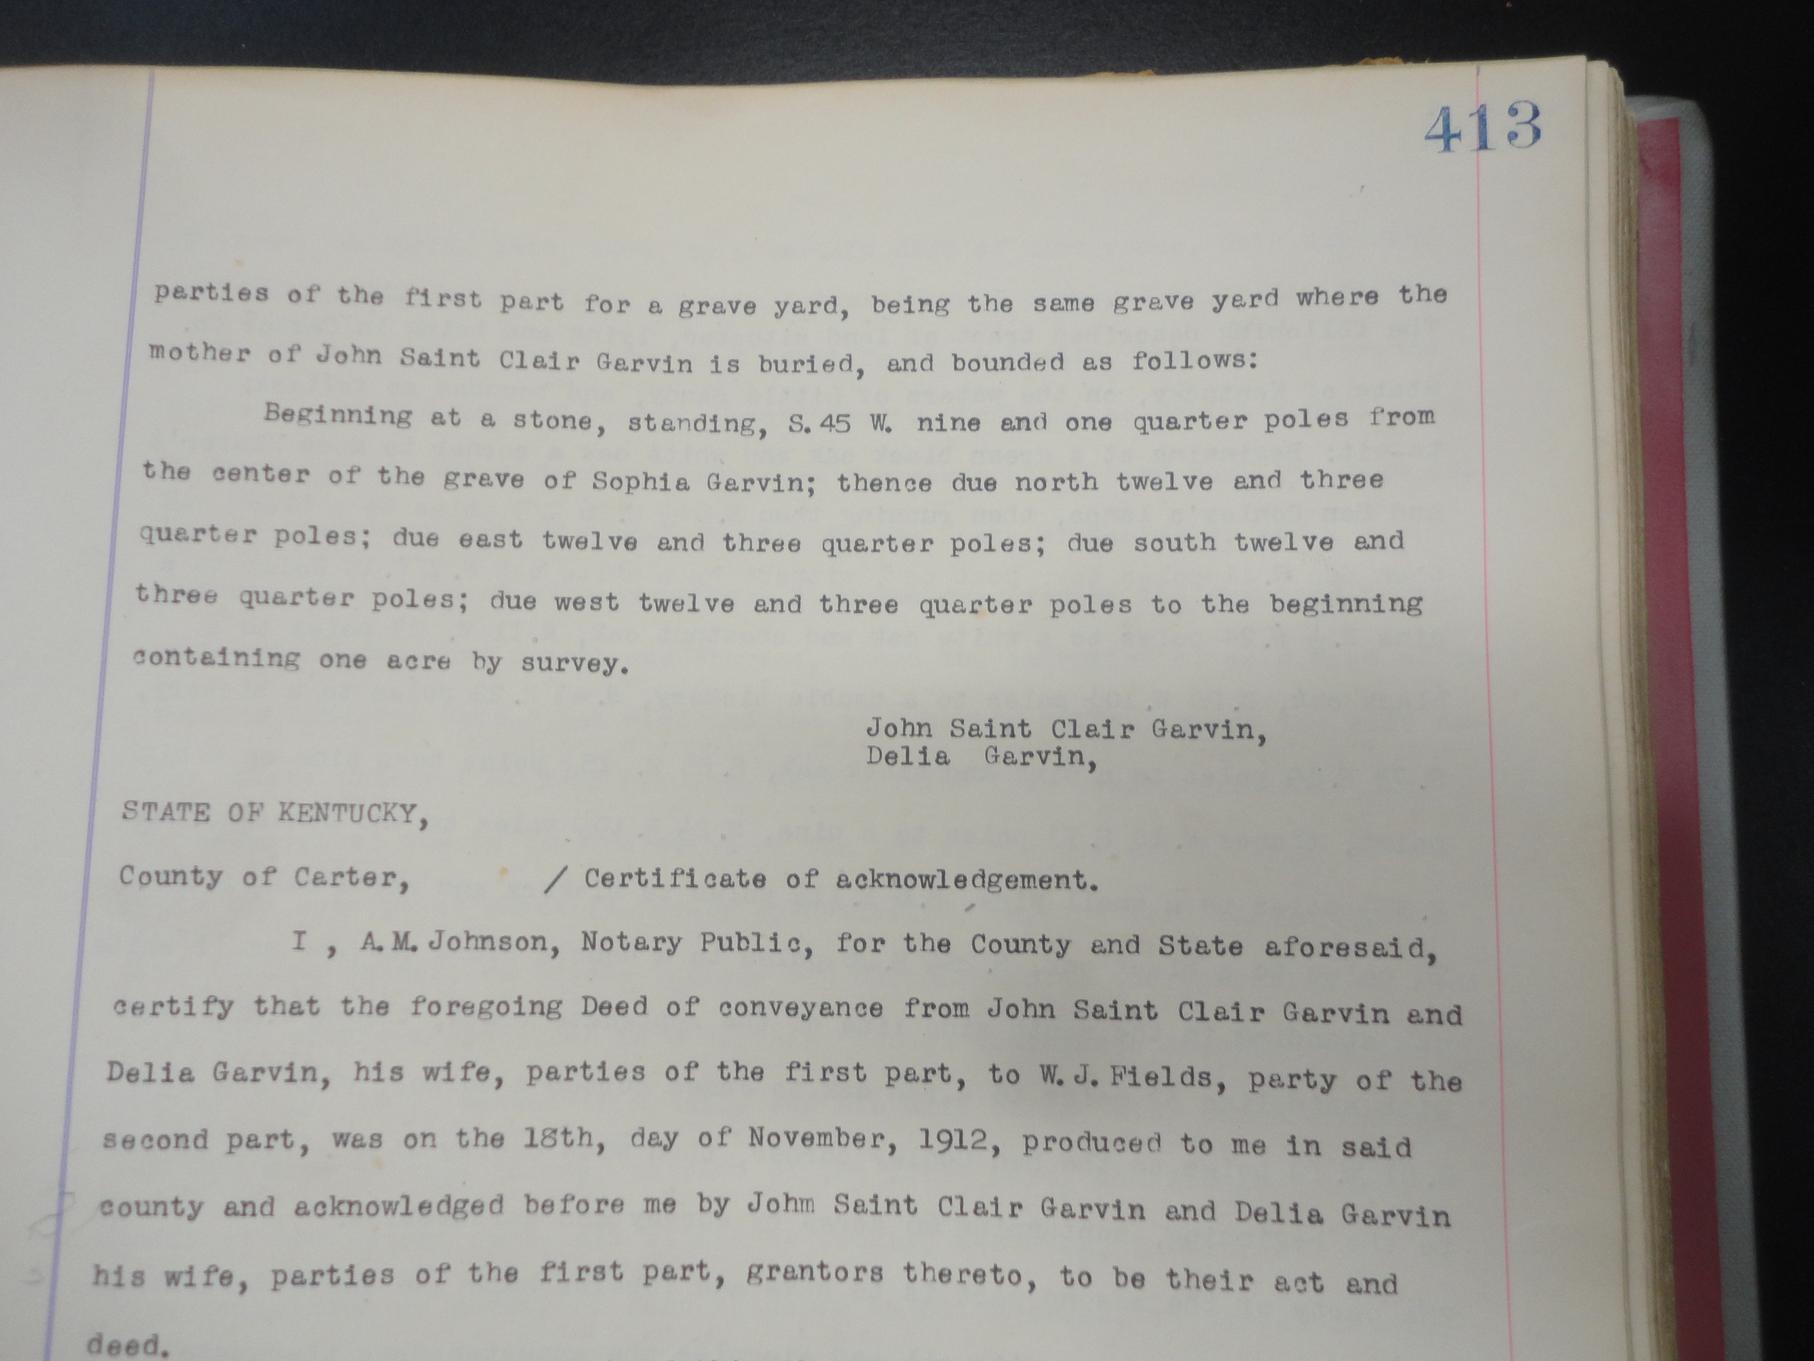 413
parties of the first part for a grave yard, being the same grave yard where the
mother of John Saint Clair Garvin is buried, and bounded as follows:
Beginning at a stone, standing, S.45 W. nine and one quarter poles from
the center of the grave of Sophia Garvin; thence due north twelve and three
quarter poles; due east twelve and three quarter poles; due south twelve and
three quarter poles; due west twelve and three quarter poles to the beginning
containing one acre by survey.
John Saint Clair Garvin,
Delia Garvin,
STATE OF KENTUCKY,
County of Carter, / Certificate of acknowledgement.
I , A.M.Johnson, Notary Public, for the County and State aforesaid,
certify that the foregoing Deed of conveyance from John Saint Clair Garvin and
Delia Garvin, his wife, parties of the first part, to W.J.Fields, party of the
second part, was on the 18th, day of November, 1912, produced to me in said
county and acknowledged before me by Johm Saint Clair Garvin and Delia Garvin
his wife, parties of the first part, grantors thereto, to be their act and
deed.